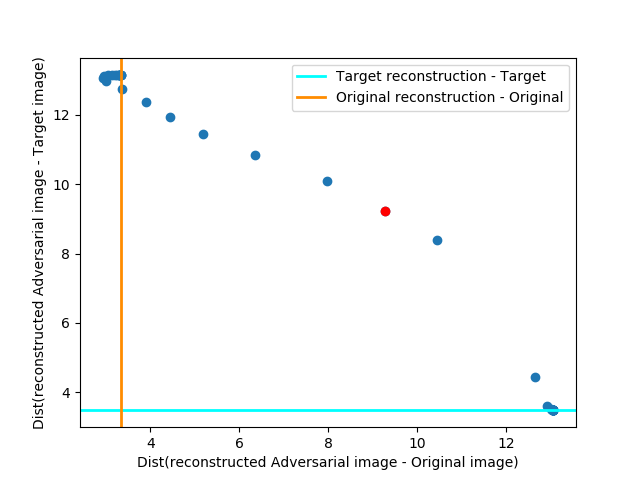 Target reconstruction - Target
Original reconstruction - Original
12
10
8
6
4
4 6 8 10 12
Dist(reconstructed Adversarial image - Target image)
Dist(reconstructed Adversarial image - Original image)